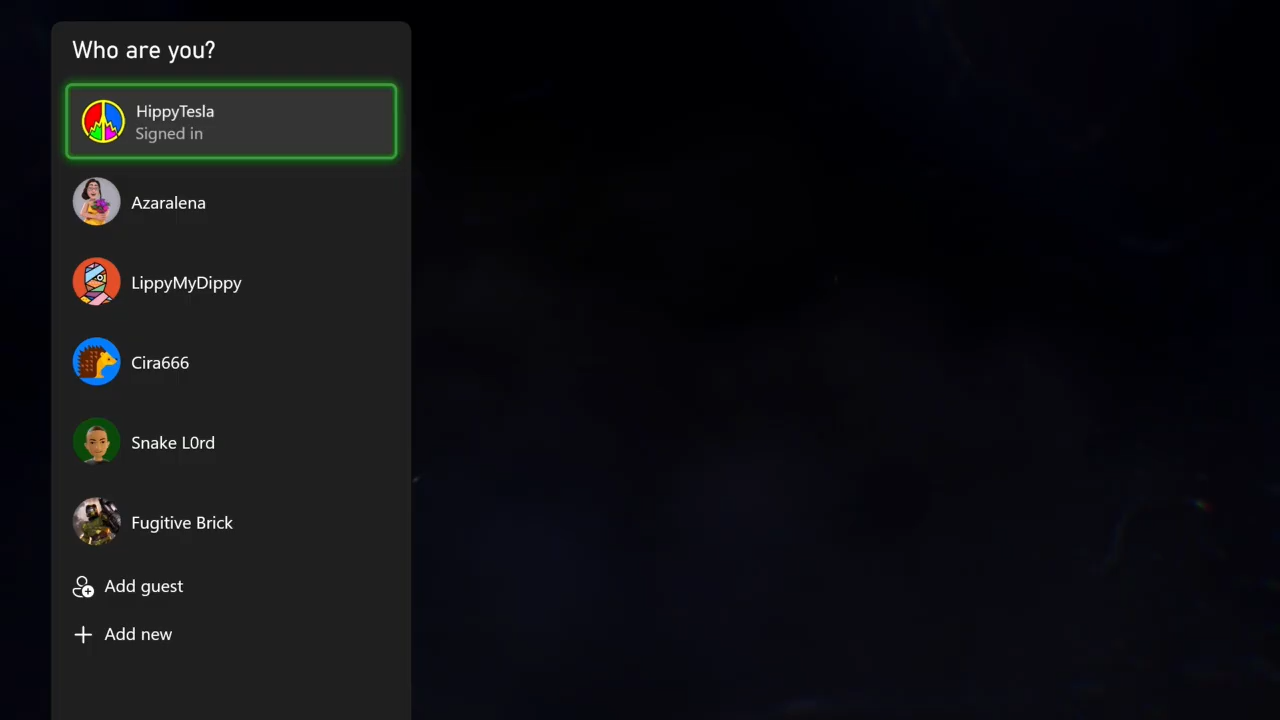 Who are you?
HippyTesla
Signed in
Azaralena
LippyMyDippy
Cira666
Snake L0rd
Fugitive Brick
Add guest
Add new